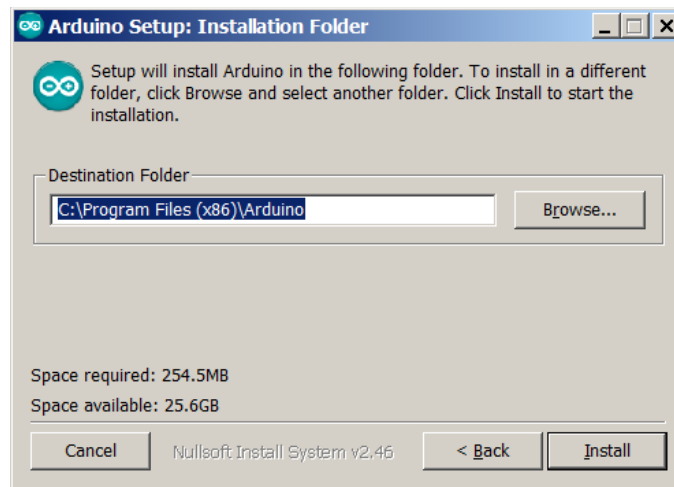 Arduino Setup: Installation Folder
Setup will install Arduino in the following folder. To install in a different
folder, click Browse and select another folder. Click Install to start the
installation.
Destination Folder
C:\Program Files (x86)\Arduino
Browse...
Space required: 254.5MB
Space available: 25.6GB
Cancel
Nullsoft Install System v2.46
< Back
Install